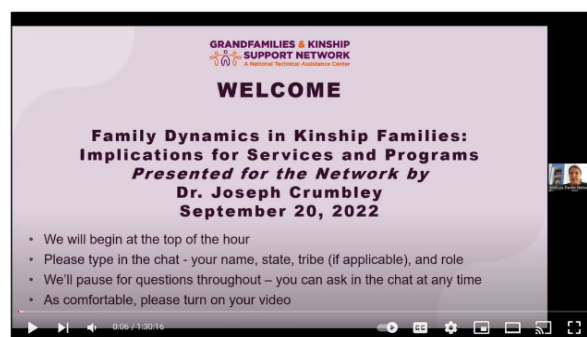 GRANDFAMILIES & KINSHIP
SUPPORT NETWORK
A National Technical Assistance Center
WELCOME
Family Dynamics in Kinship Families:
Implications for Services and Programs
Presented for the Network by
Dr. Joseph Crumbley
September 20, 2022
• We will begin at the top of the hour
• Please type in the chat - your name, state, tribe (if applicable), and role
• We'll pause for questions throughout – you can ask in the chat at any time
• As comfortable, please turn on your video
0:06 / 1:30:16
CC